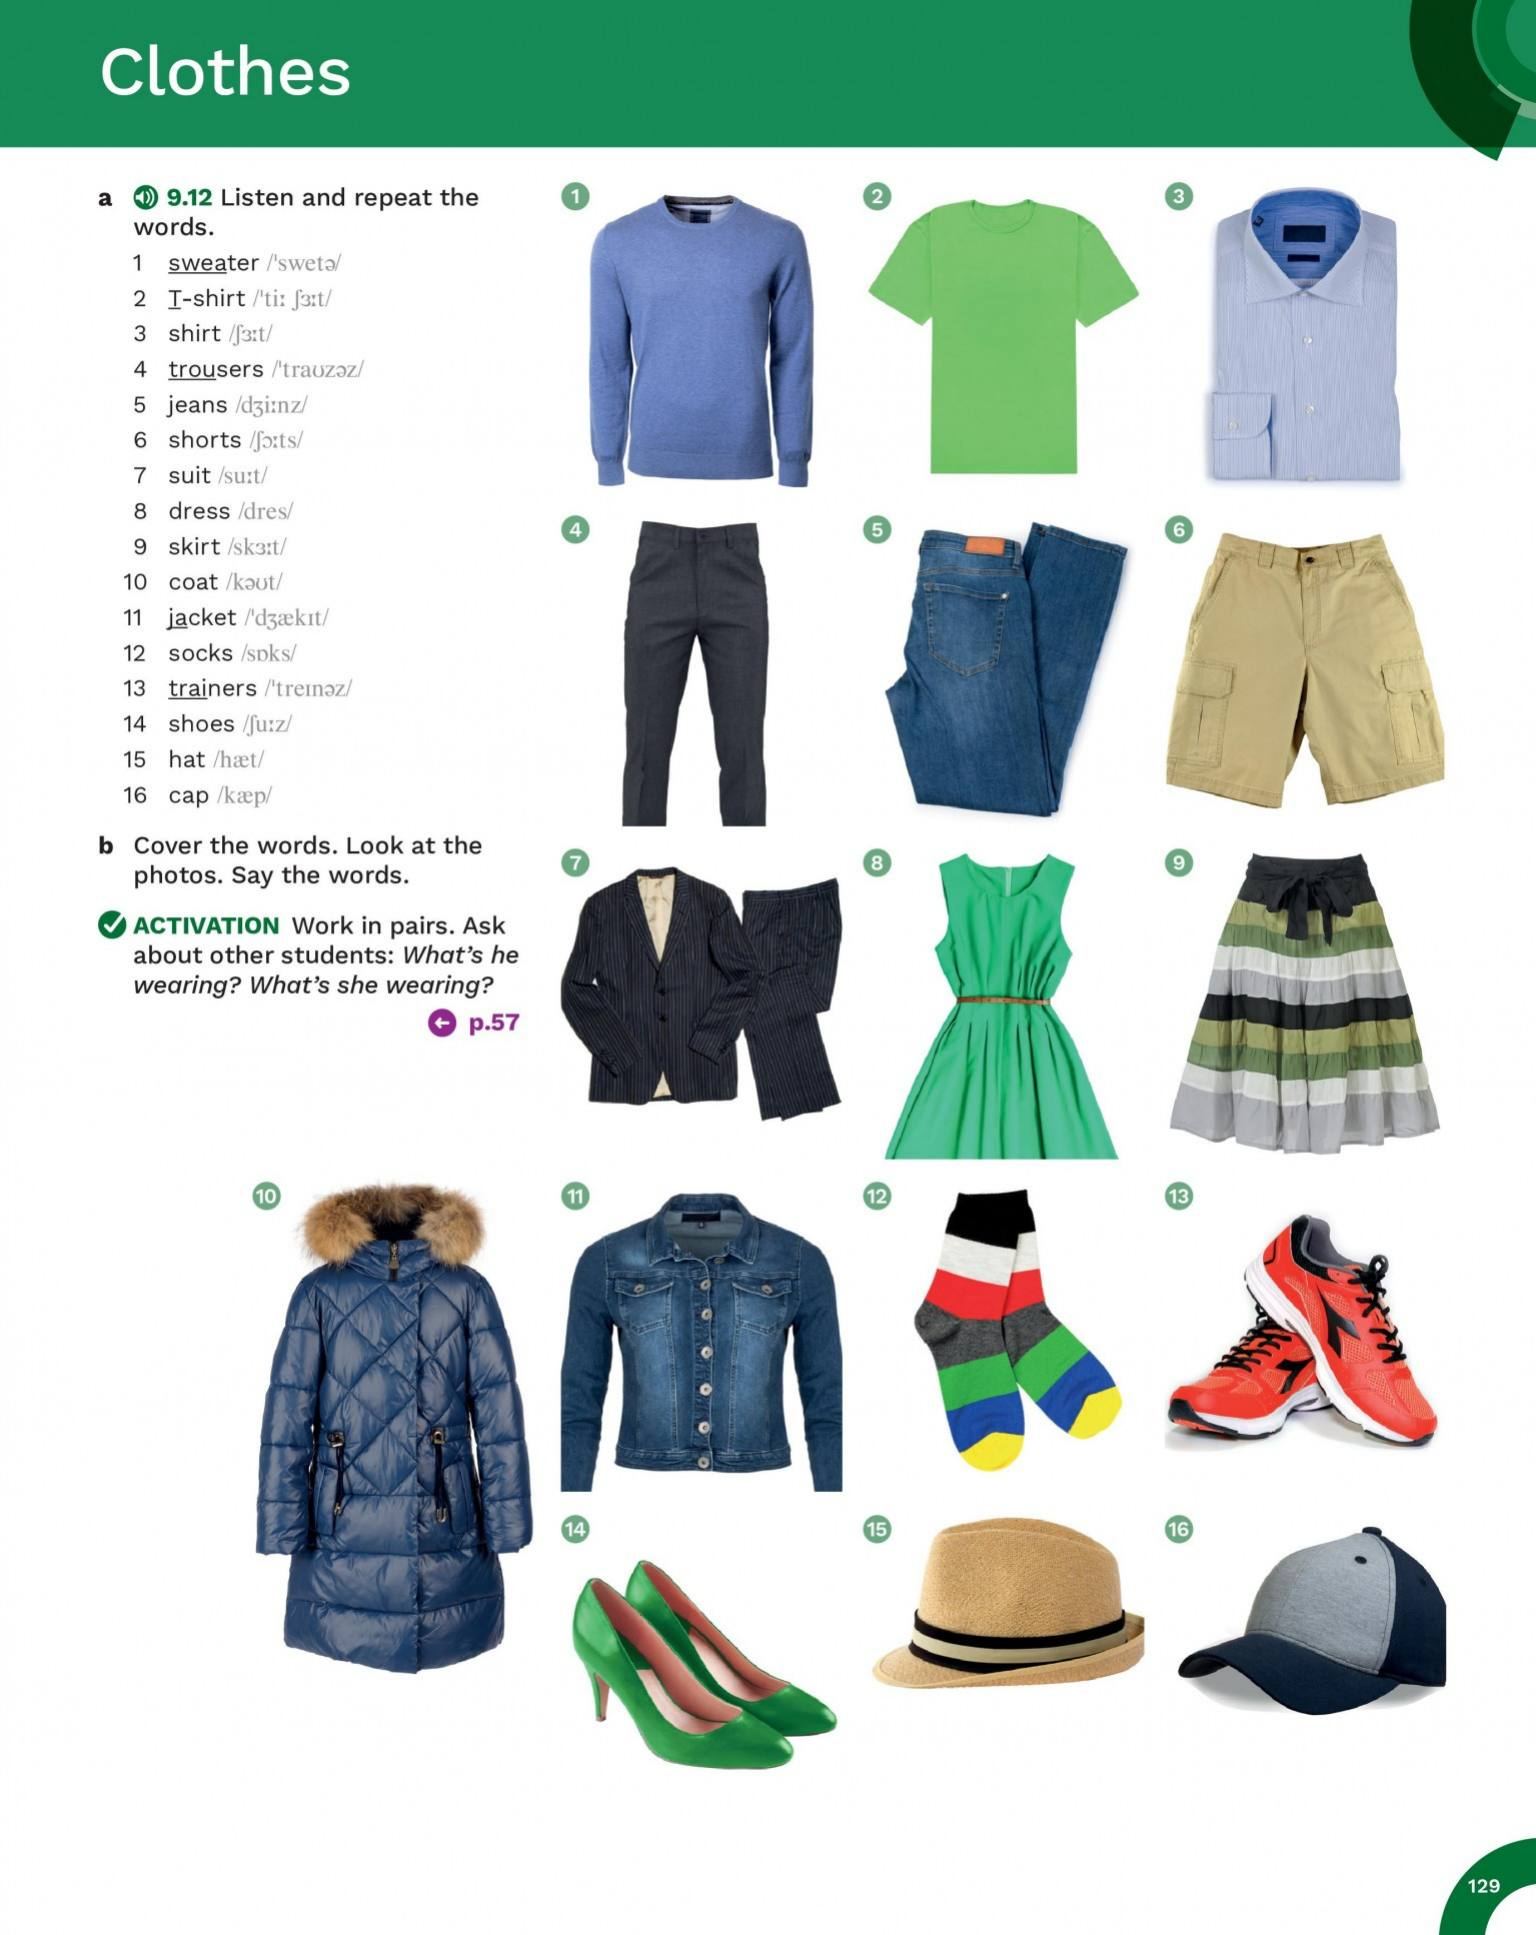 Clothes
a 9.12 Listen and repeat the
words.
1 sweater /ˈswetə/
2 T-shirt /ˈtiː ʃɜːt/
3 shirt /ʃɜːt/
4 trousers /ˈtraʊzəz/
5 jeans /dʒiːnz/
6 shorts /ʃɔːts/
7 suit /suːt/
8 dress /dres/
9 skirt /skɜːt/
10 coat /kəʊt/
11 jacket /ˈdʒækɪt/
12 socks /sɒks/
13 trainers /ˈtreɪnəz/
14 shoes /ʃuːz/
15 hat /hæt/
16 cap /kæp/
b Cover the words. Look at the
photos. Say the words.
ACTIVATION Work in pairs. Ask
about other students: What’s he
wearing? What’s she wearing?
p.57
1
2
3
4
5
6
7
8
9
10
11
12
13
14
15
16
129